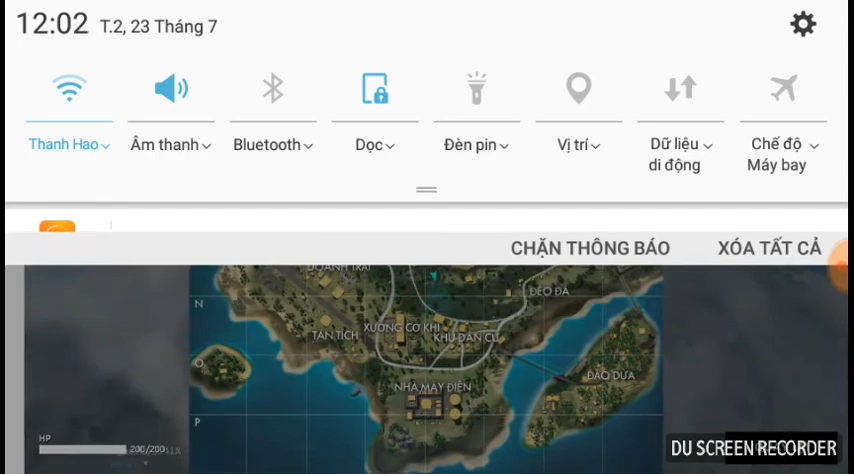 12:02 T.2, 23 Tháng 7
Thanh Hao Âm thanh Bluetooth Dọc Đèn pin Vị trí Dữ liệu di động Chế độ Máy bay
CHẶN THÔNG BÁO XÓA TẤT CẢ
DOANH TRẠI
ĐÈO ĐÁ
N
TÀN TÍCH
XƯỞNG CƠ KHÍ
KHU DÂN CƯ
O
NHÀ MÁY ĐIỆN
ĐẢO DỪA
P
HP
200/200
DU SCREEN RECORDER